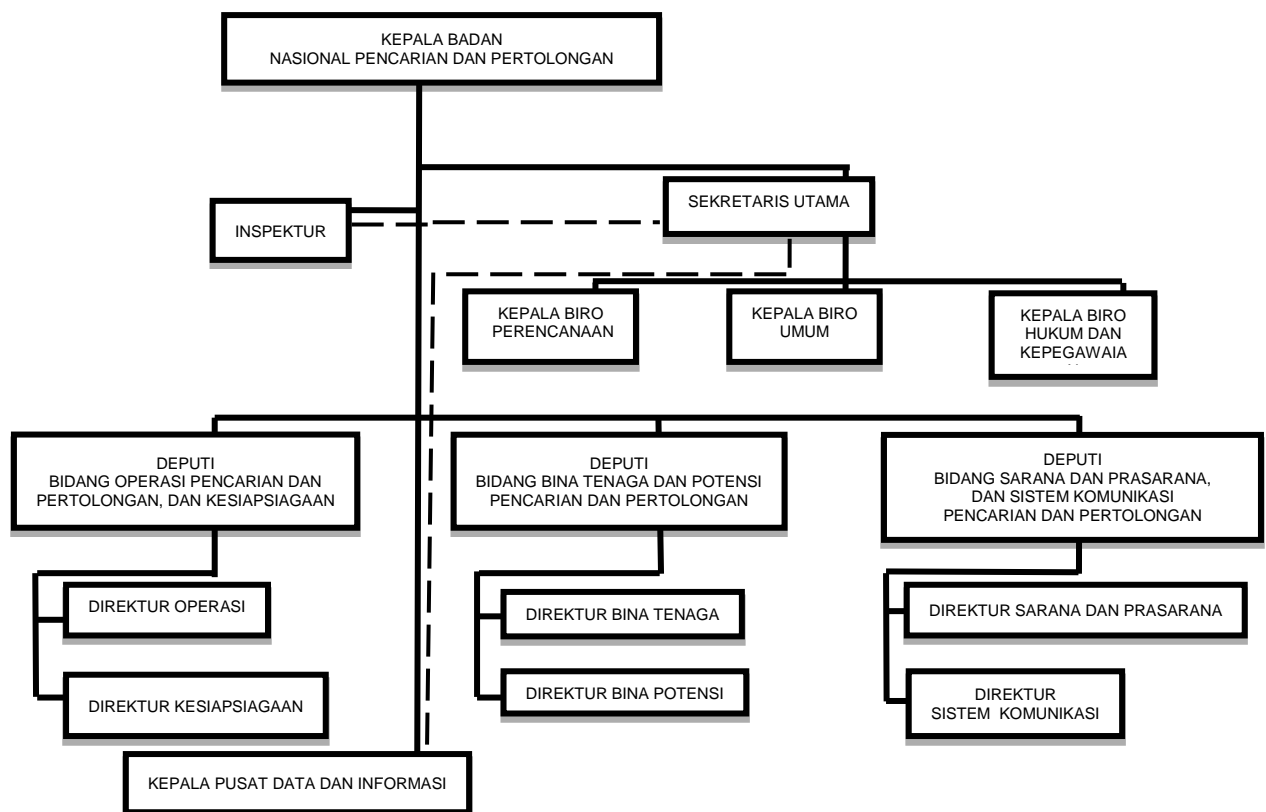 KEPALA BADAN
NASIONAL PENCARIAN DAN PERTOLONGAN
INSPEKTUR
SEKRETARIS UTAMA
KEPALA BIRO
PERENCANAAN
KEPALA BIRO
UMUM
KEPALA BIRO
HUKUM DAN
KEPEGAWAIA
DEPUTI
BIDANG OPERASI PENCARIAN DAN
PERTOLONGAN, DAN KESIAPSIAGAAN
DEPUTI
BIDANG BINA TENAGA DAN POTENSI
PENCARIAN DAN PERTOLONGAN
DEPUTI
BIDANG SARANA DAN PRASARANA,
DAN SISTEM KOMUNIKASI
PENCARIAN DAN PERTOLONGAN
DIREKTUR OPERASI
DIREKTUR KESIAPSIAGAAN
DIREKTUR BINA TENAGA
DIREKTUR BINA POTENSI
DIREKTUR SARANA DAN PRASARANA
DIREKTUR
SISTEM KOMUNIKASI
KEPALA PUSAT DATA DAN INFORMASI